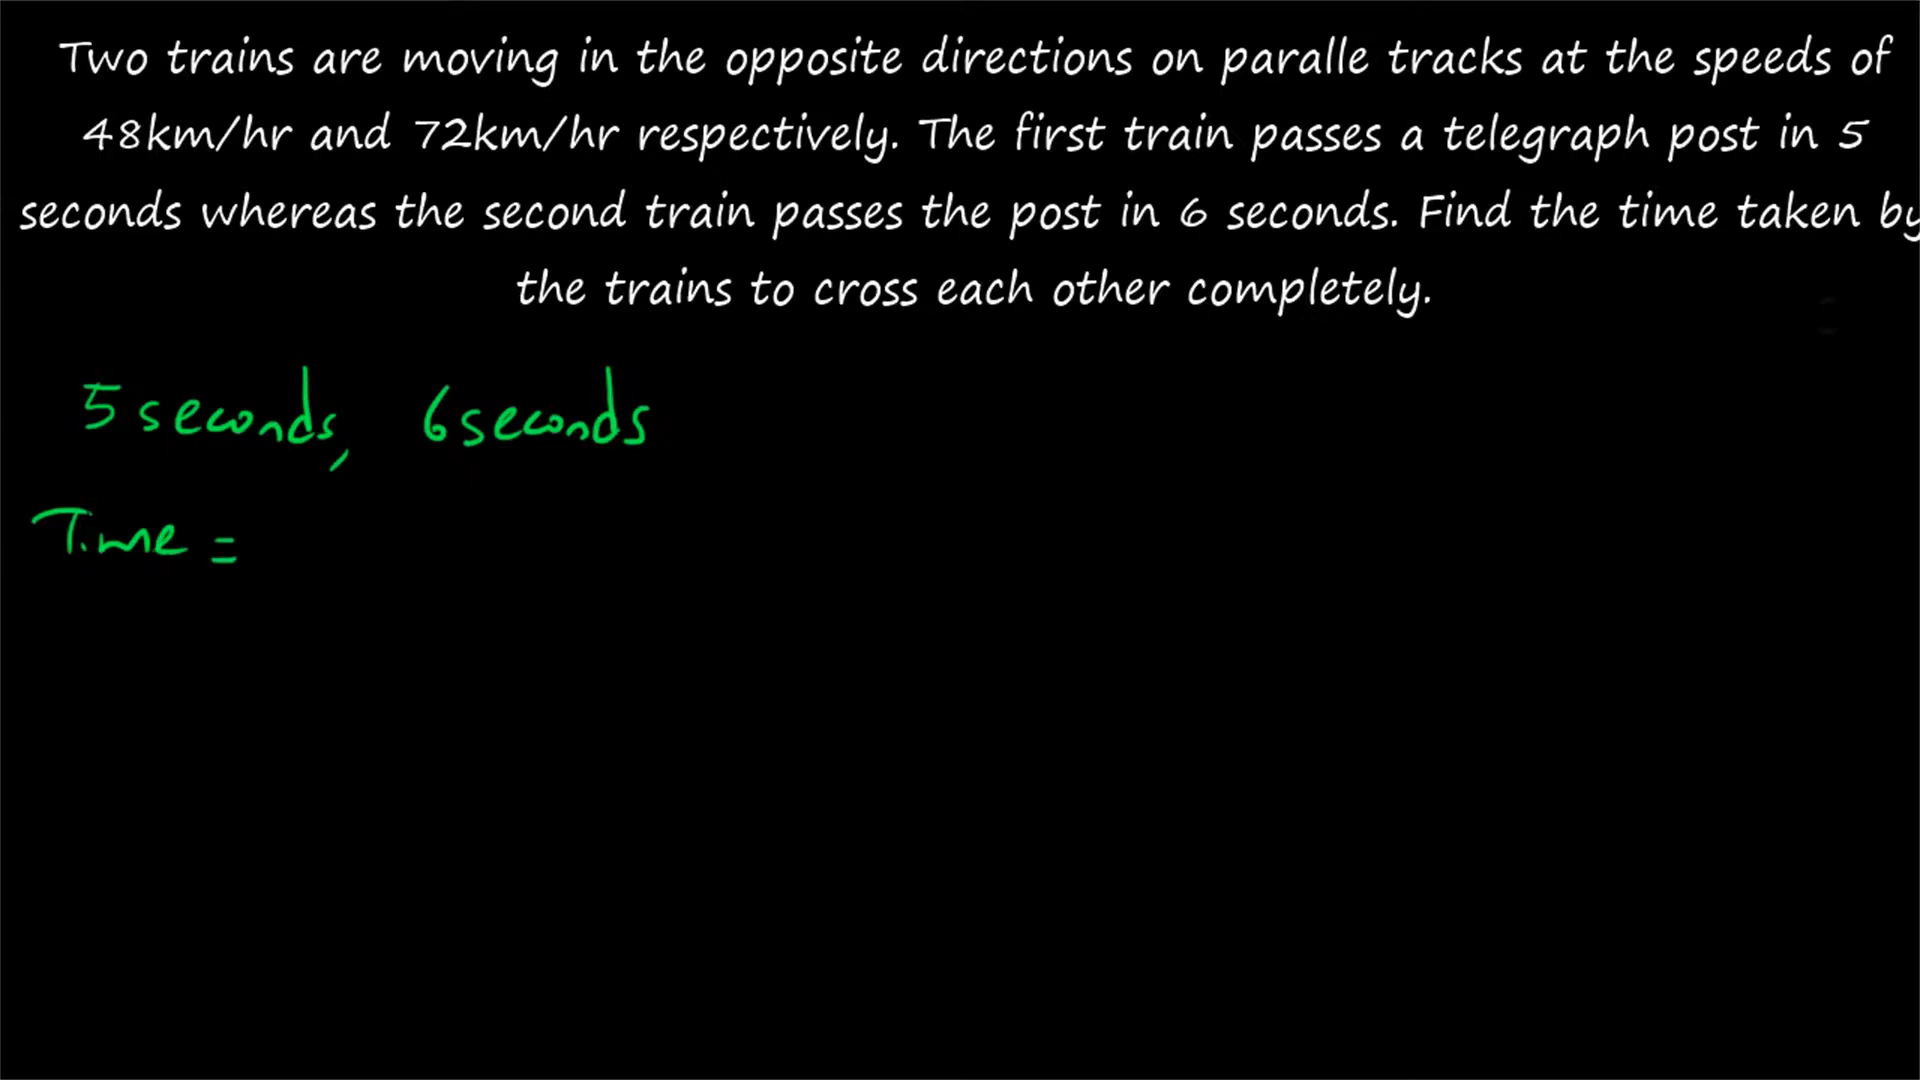 Two trains are moving in the opposite directions on paralle tracks at the speeds of
48km/hr and 72km/hr respectively. The first train passes a telegraph post in 5
seconds whereas the second train passes the post in 6 seconds. Find the time taken by
the trains to cross each other completely.
5 seconds, 6 seconds
Time =